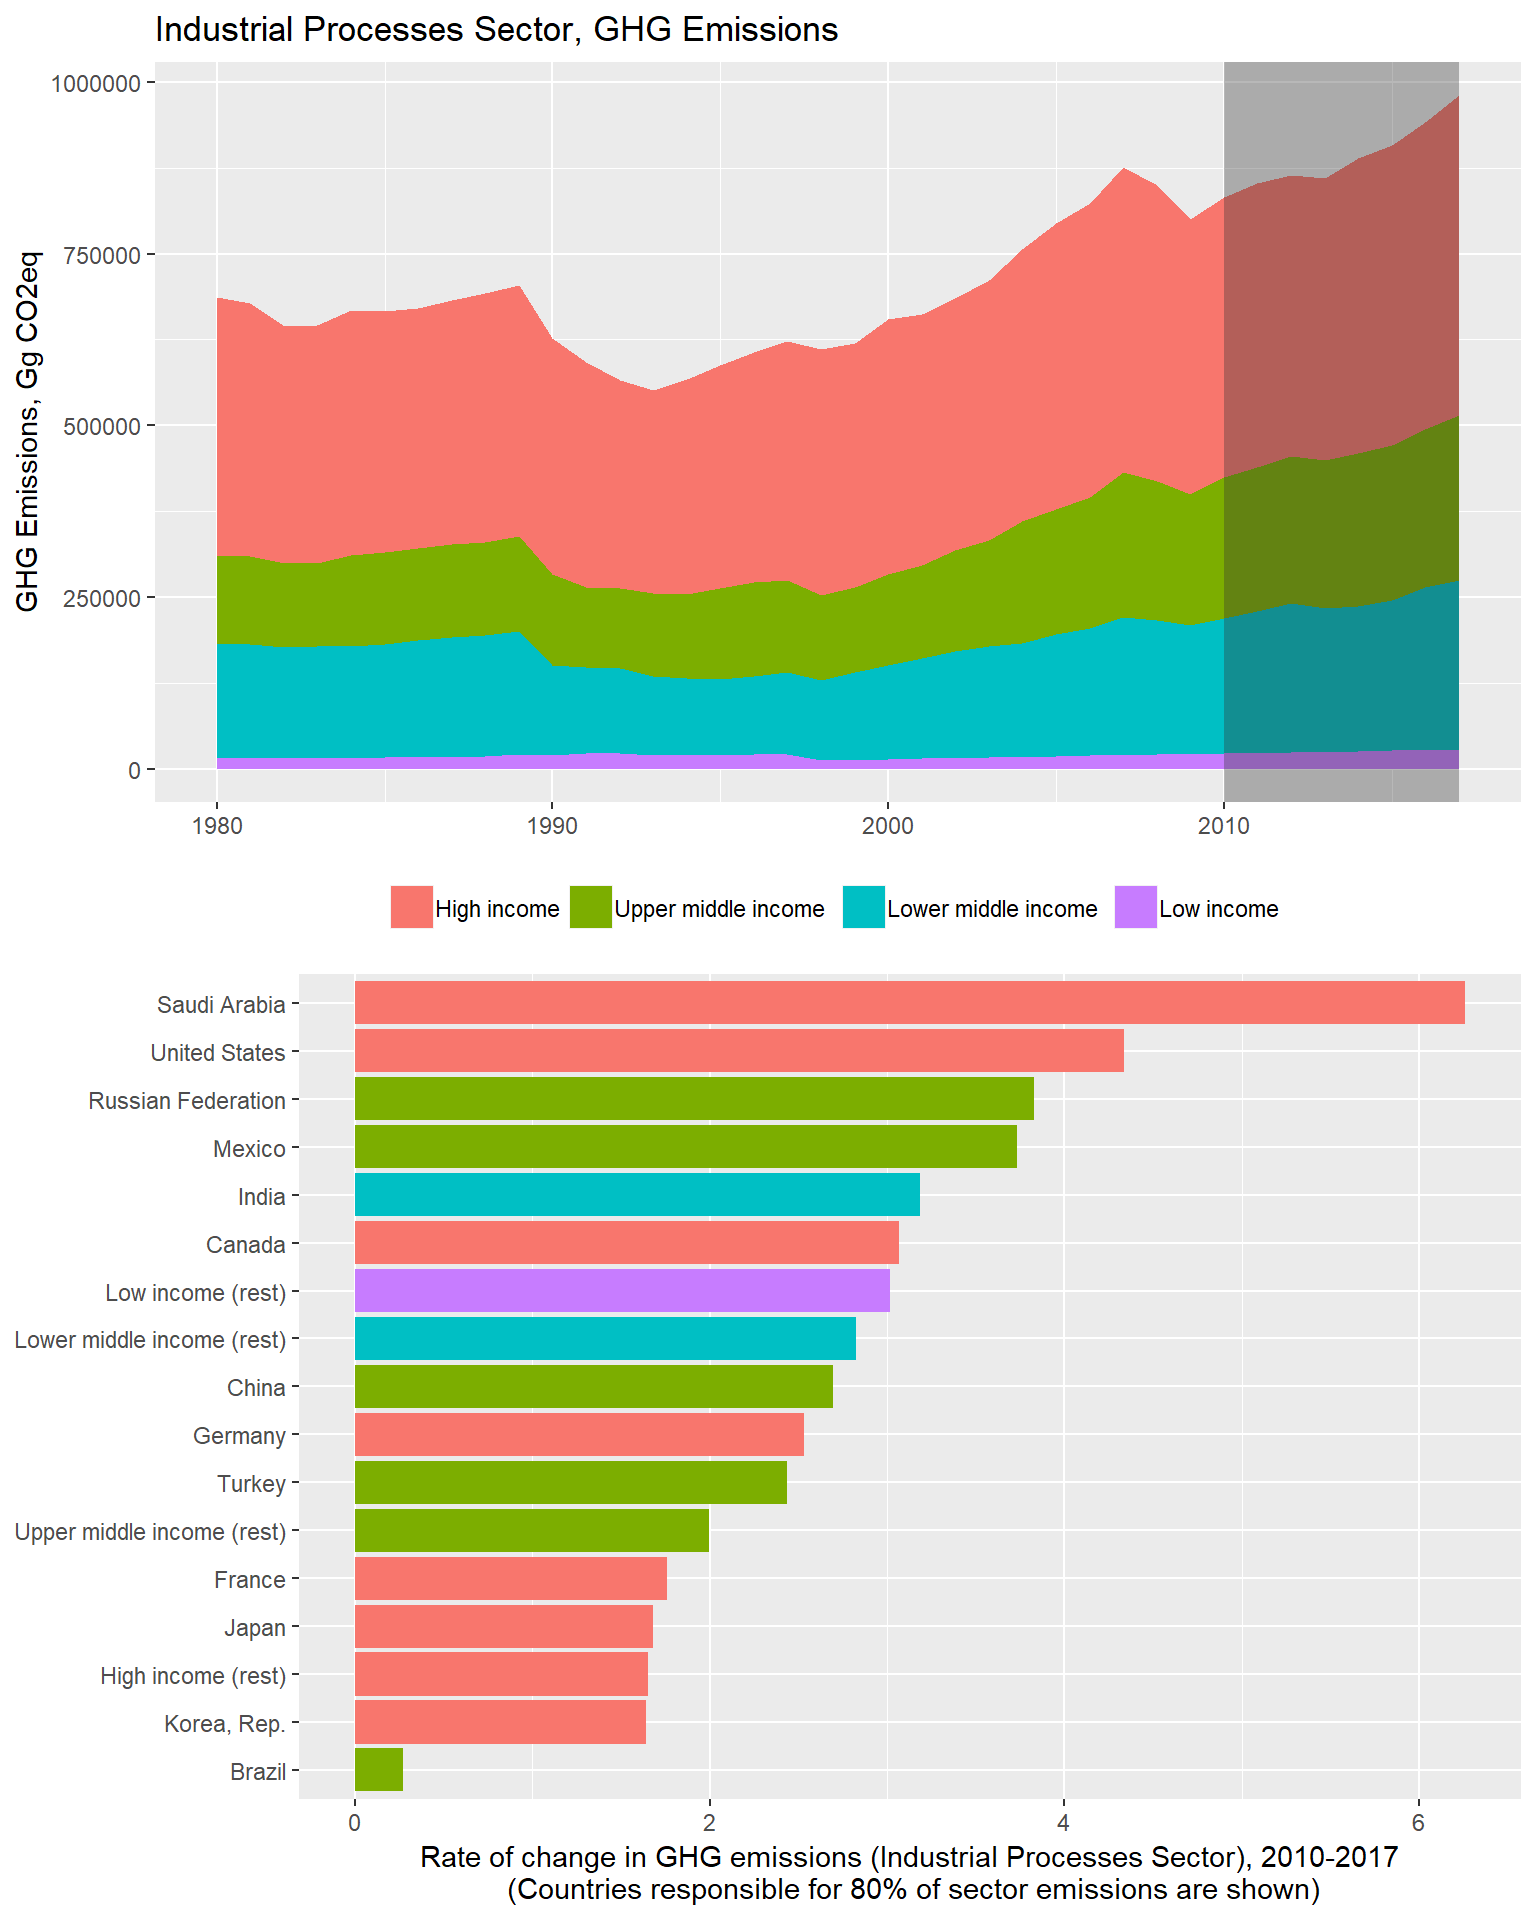 Industrial Processes Sector, GHG Emissions
GHG Emissions, Gg CO2eq
1000000
750000
500000
250000
0
1980 1990 2000 2010
High income Upper middle income Lower middle income Low income
Saudi Arabia
United States
Russian Federation
Mexico
India
Canada
Low income (rest)
Lower middle income (rest)
China
Germany
Turkey
Upper middle income (rest)
France
Japan
High income (rest)
Korea, Rep.
Brazil
0 2 4 6
Rate of change in GHG emissions (Industrial Processes Sector), 2010-2017
(Countries responsible for 80% of sector emissions are shown)